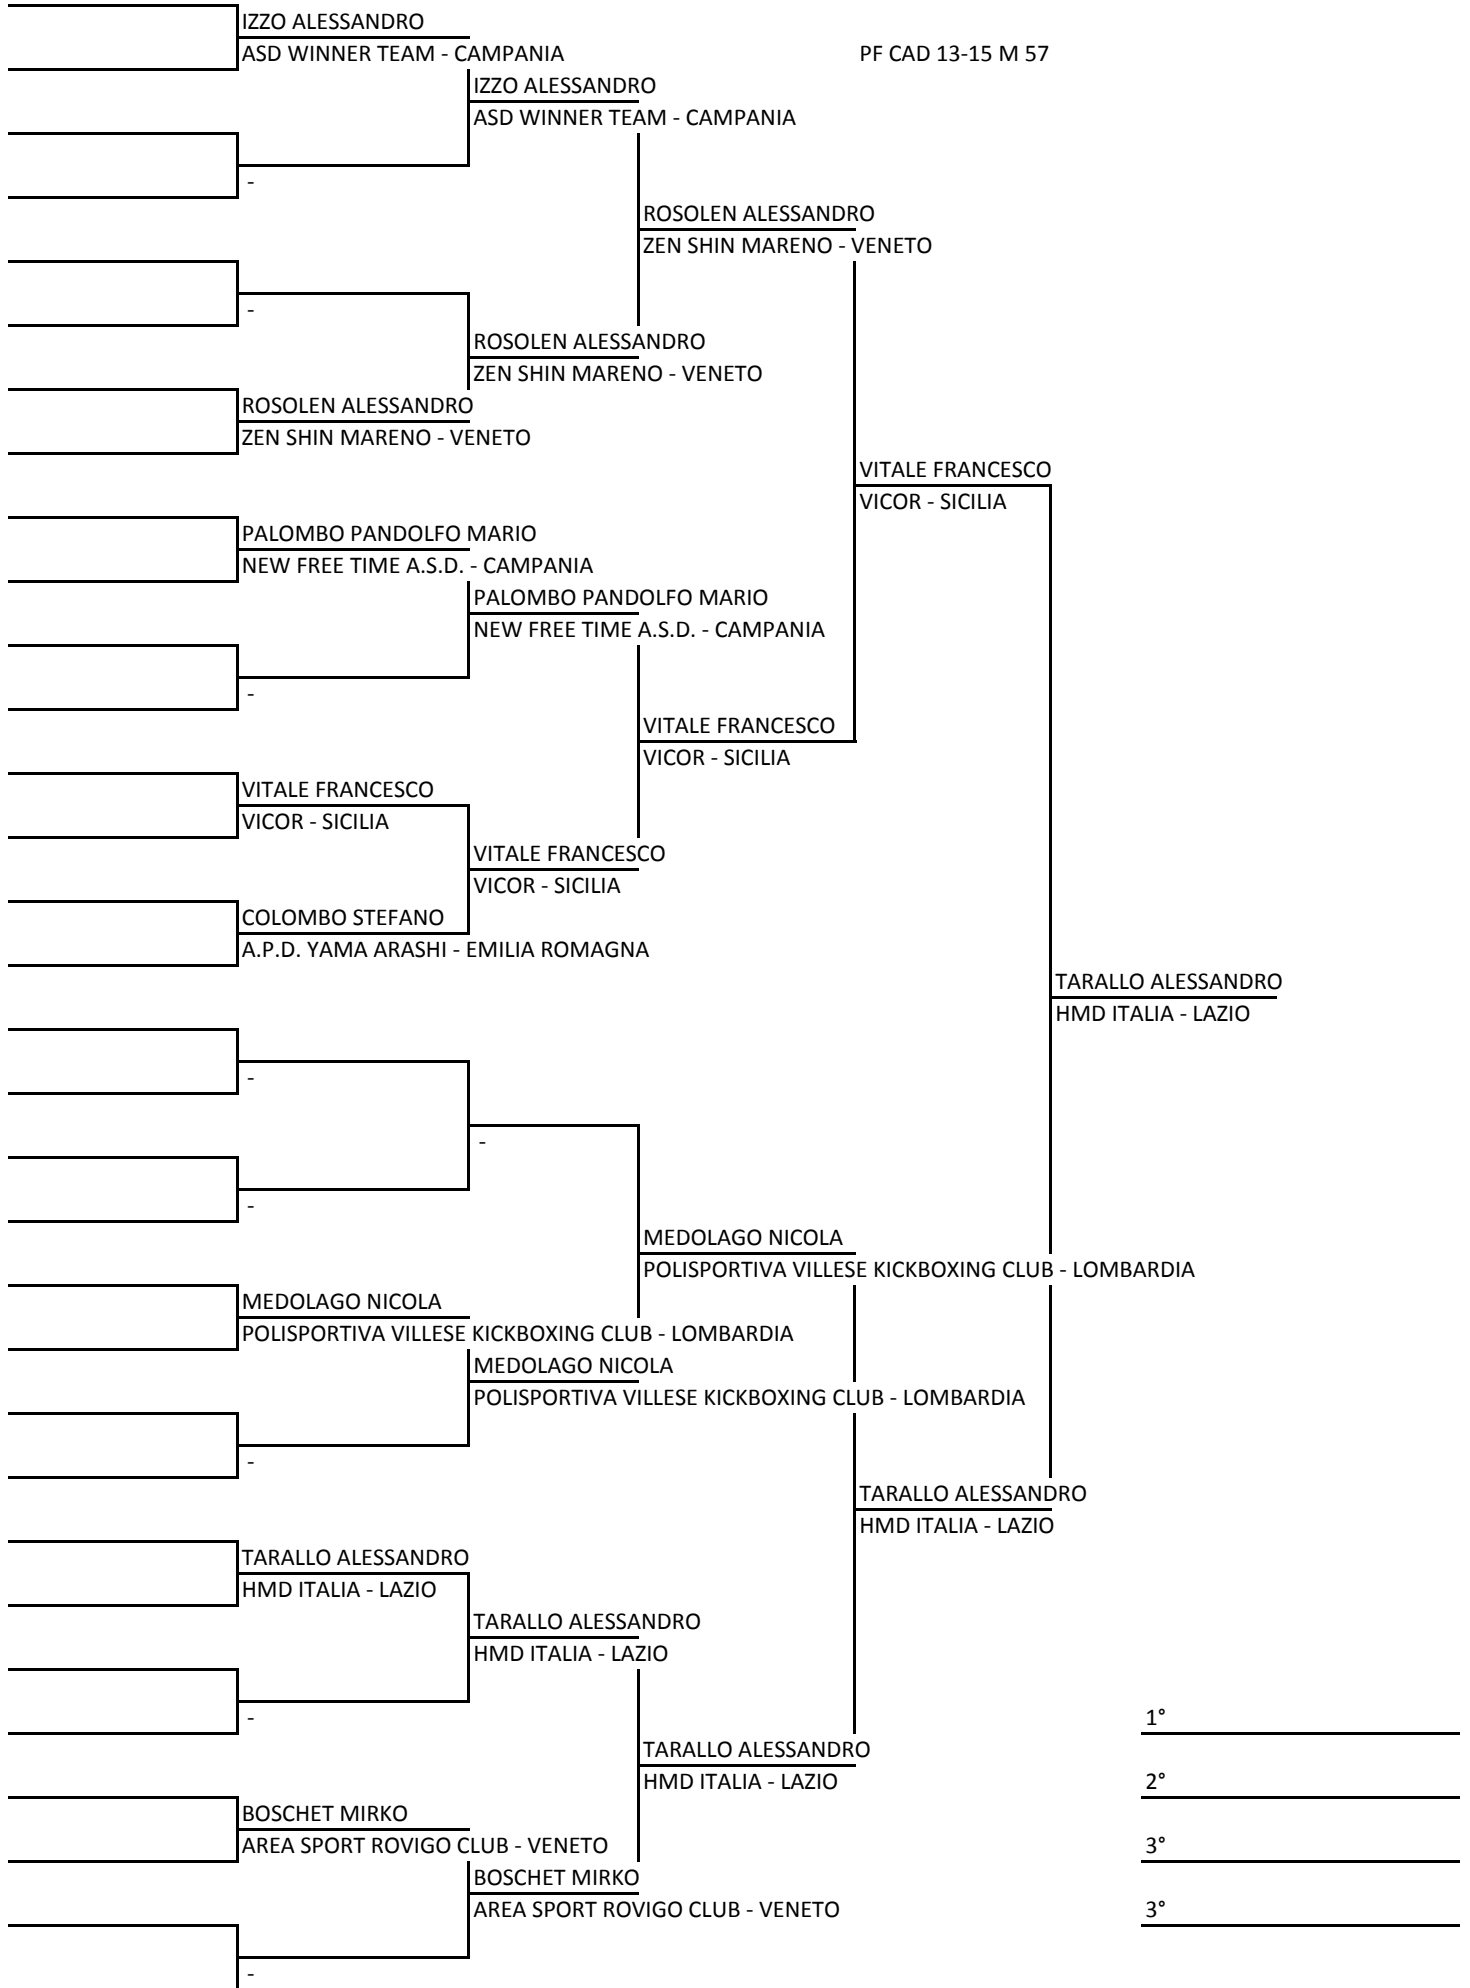 IZZO ALESSANDRO
ASD WINNER TEAM - CAMPANIA
PF CAD 13-15 M 57
IZZO ALESSANDRO
ASD WINNER TEAM - CAMPANIA
-
ROSOLEN ALESSANDRO
ZEN SHIN MARENO - VENETO
-
ROSOLEN ALESSANDRO
ZEN SHIN MARENO - VENETO
ROSOLEN ALESSANDRO
ZEN SHIN MARENO - VENETO
VITALE FRANCESCO
VICOR - SICILIA
PALOMBO PANDOLFO MARIO
NEW FREE TIME A.S.D. - CAMPANIA
PALOMBO PANDOLFO MARIO
NEW FREE TIME A.S.D. - CAMPANIA
-
VITALE FRANCESCO
VICOR - SICILIA
VITALE FRANCESCO
VICOR - SICILIA
VITALE FRANCESCO
VICOR - SICILIA
COLOMBO STEFANO
A.P.D. YAMA ARASHI - EMILIA ROMAGNA
TARALLO ALESSANDRO
HMD ITALIA - LAZIO
-
-
-
MEDOLAGO NICOLA
POLISPORTIVA VILLESE KICKBOXING CLUB - LOMBARDIA
MEDOLAGO NICOLA
POLISPORTIVA VILLESE KICKBOXING CLUB - LOMBARDIA
MEDOLAGO NICOLA
POLISPORTIVA VILLESE KICKBOXING CLUB - LOMBARDIA
-
TARALLO ALESSANDRO
HMD ITALIA - LAZIO
TARALLO ALESSANDRO
HMD ITALIA - LAZIO
TARALLO ALESSANDRO
HMD ITALIA - LAZIO
-
1°
TARALLO ALESSANDRO
HMD ITALIA - LAZIO
2°
BOSCHET MIRKO
AREA SPORT ROVIGO CLUB - VENETO
3°
BOSCHET MIRKO
AREA SPORT ROVIGO CLUB - VENETO
3°
-